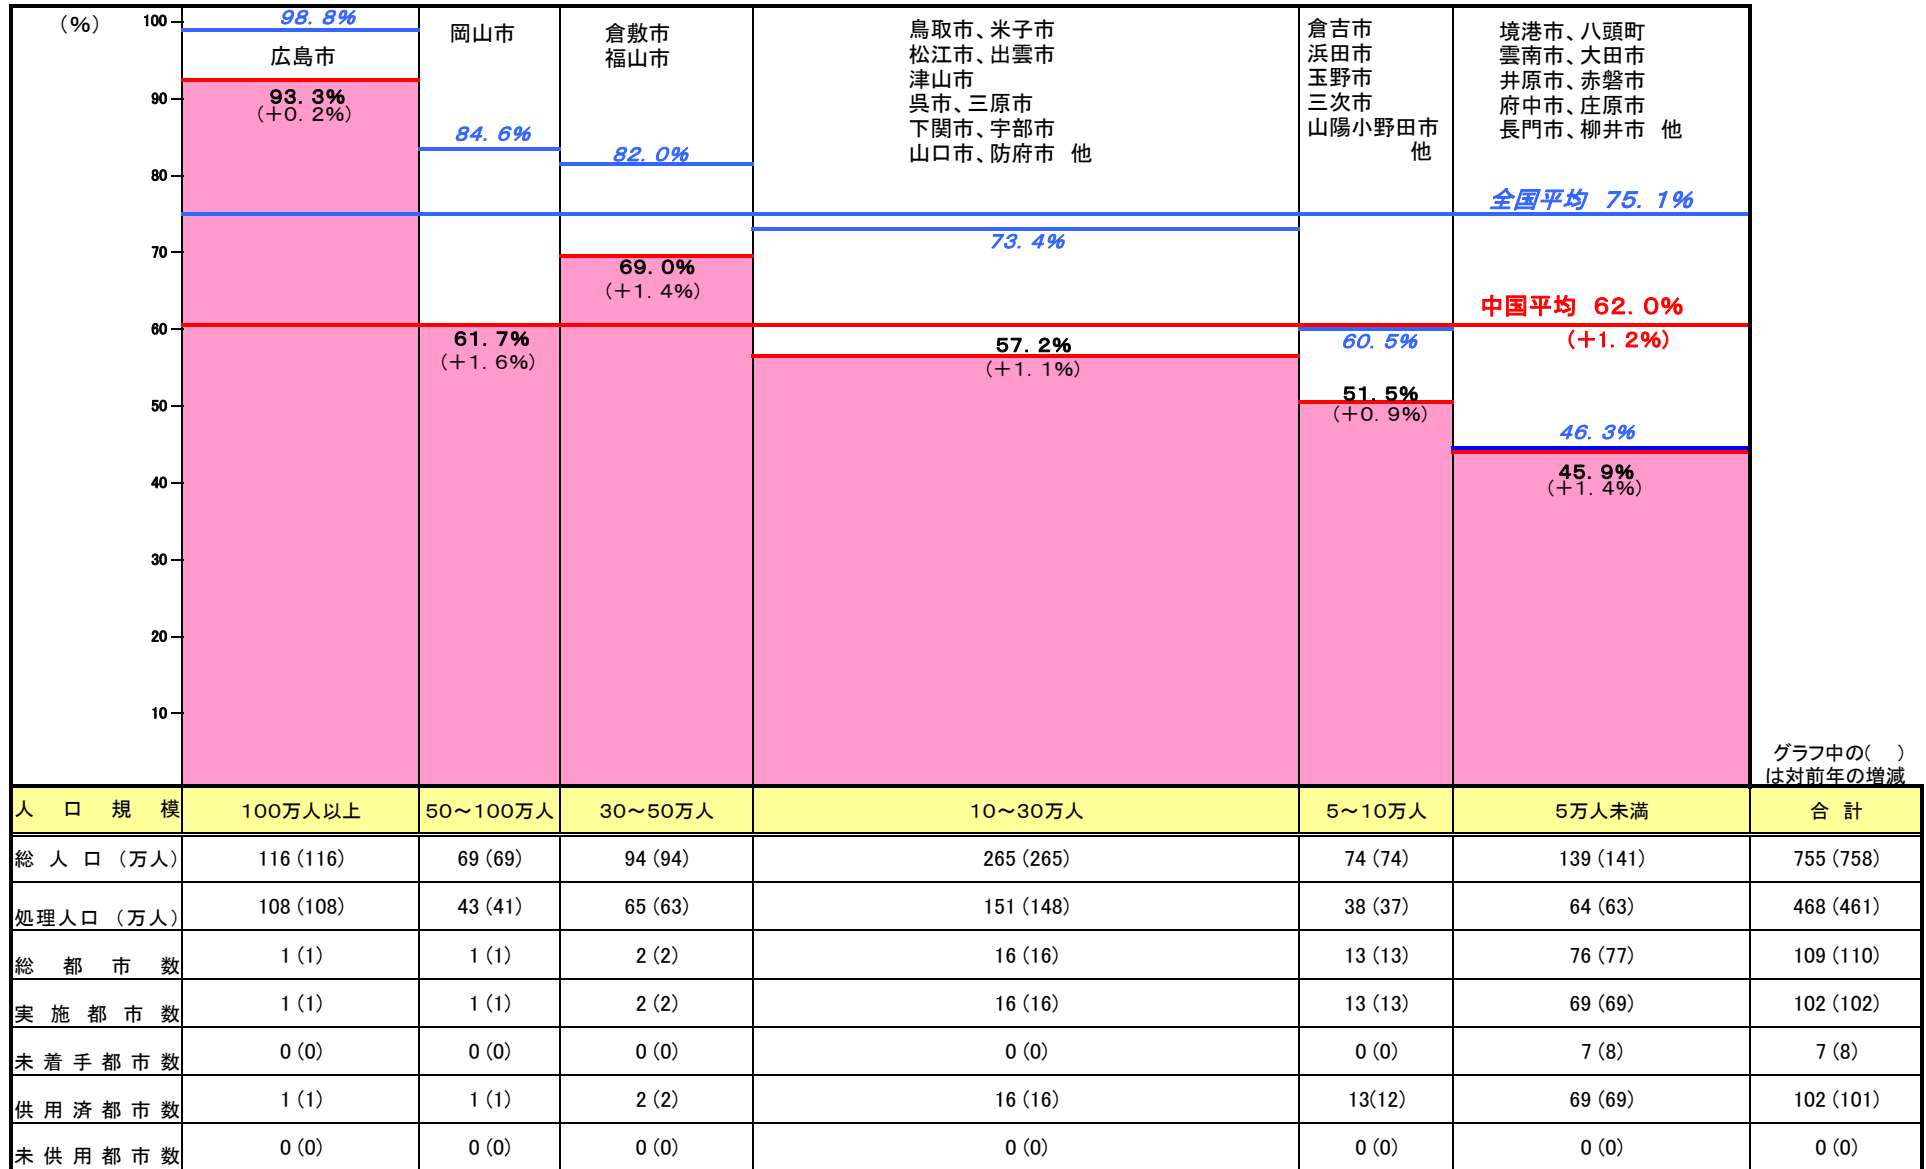 (%)
100
90
80
70
60
50
40
30
20
10
98.8%
広島市
93.3%
(+0.2%)
岡山市
84.6%
61.7%
(+1.6%)
倉敷市
福山市
82.0%
69.0%
(+1.4%)
鳥取市、米子市
松江市、出雲市
津山市
呉市、三原市
下関市、宇部市
山口市、防府市 他
73.4%
57.2%
(+1.1%)
倉吉市
浜田市
玉野市
三次市
山陽小野田市
他
60.5%
51.5%
(+0.9%)
境港市、八頭町
雲南市、大田市
井原市、赤磐市
府中市、庄原市
長門市、柳井市 他
全国平均 75.1%
中国平均 62.0%
(+1.2%)
46.3%
45.9%
(+1.4%)
グラフ中の( )
は対前年の増減
人口規模 100万人以上 50〜100万人 30〜50万人 10〜30万人 5〜10万人 5万人未満 合計
総人口(万人) 116(116) 69(69) 94(94) 265(265) 74(74) 139(141) 755(758)
処理人口(万人) 108(108) 43(41) 65(63) 151(148) 38(37) 64(63) 468(461)
総都市数 1(1) 1(1) 2(2) 16(16) 13(13) 76(77) 109(110)
実施都市数 1(1) 1(1) 2(2) 16(16) 13(13) 69(69) 102(102)
未着手都市数 0(0) 0(0) 0(0) 0(0) 0(0) 7(8) 7(8)
供用済都市数 1(1) 1(1) 2(2) 16(16) 13(12) 69(69) 102(101)
未供用都市数 0(0) 0(0) 0(0) 0(0) 0(0) 0(0) 0(0)